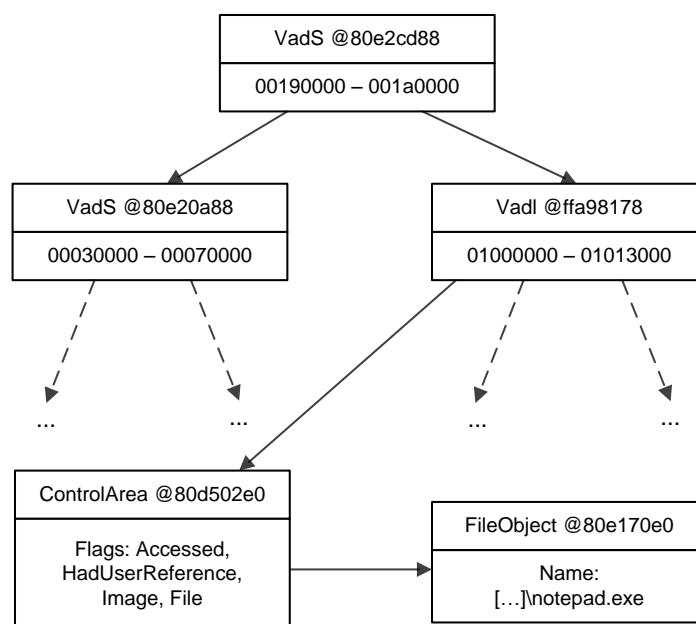 VadS @80e2cd88
00190000 – 001a0000
VadS @80e20a88
00030000 – 00070000
VadI @ffa98178
01000000 – 01013000
...
...
...
...
ControlArea @80d502e0
Flags: Accessed,
HadUserReference,
Image, File
FileObject @80e170e0
Name:
[…]\notepad.exe